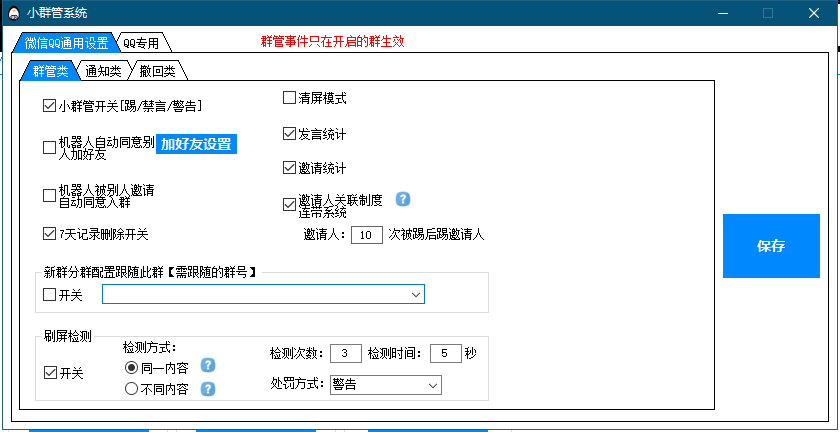 小群管系统
微信QQ通用设置
QQ专用
群管事件只在开启的群生效
群管类
通知类
撤回类
小群管开关[踢/禁言/警告]
机器人自动同意别
人加好友
加好友设置
机器人被别人邀请
自动同意入群
7天记录删除开关
清屏模式
发言统计
邀请统计
邀请人关联制度
连带系统
邀请人： 10 次被踢后踢邀请人
保存
新群分群配置跟随此群【需跟随的群号】
开关
刷屏检测
开关
检测方式：
同一内容
不同内容
检测次数： 3 检测时间： 5 秒
处罚方式： 警告